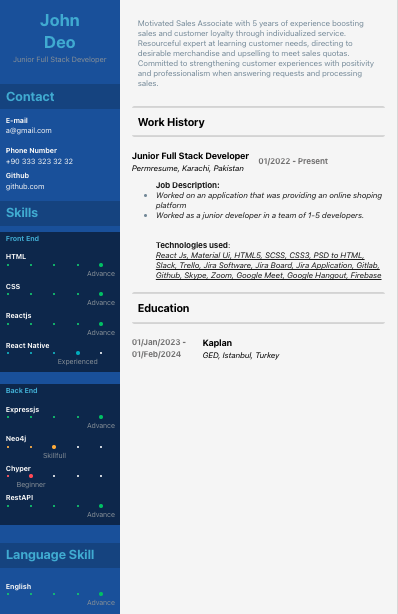 John
Deo
Junior Full Stack Developer
Contact
E-mail
a@gmail.com
Phone Number
+90 333 323 32 32
Github
github.com
Skills
Front End
HTML
Advance
CSS
Advance
Reactjs
Advance
React Native
Experienced
Back End
Expressjs
Advance
Neo4j
Skillfull
Chyper
Beginner
RestAPI
Advance
Language Skill
English
Advance
Motivated Sales Associate with 5 years of experience boosting
sales and customer loyalty through individualized service.
Resourceful expert at learning customer needs, directing to
desirable merchandise and upselling to meet sales quotas.
Committed to strengthening customer experiences with positivity
and professionalism when answering requests and processing
sales.
Work History
Junior Full Stack Developer 01/2022 - Present
Permresume, Karachi, Pakistan
Job Description:
Worked on an application that was providing an online shoping
platform
Worked as a junior developer in a team of 1-5 developers.
Technologies used:
React Js, Material Ui, HTML5, SCSS, CSS3, PSD to HTML,
Slack, Trello, Jira Software, Jira Board, Jira Application, Gitlab,
Github, Skype, Zoom, Google Meet, Google Hangout, Firebase
Education
01/Jan/2023 - Kaplan
01/Feb/2024 GED, Istanbul, Turkey